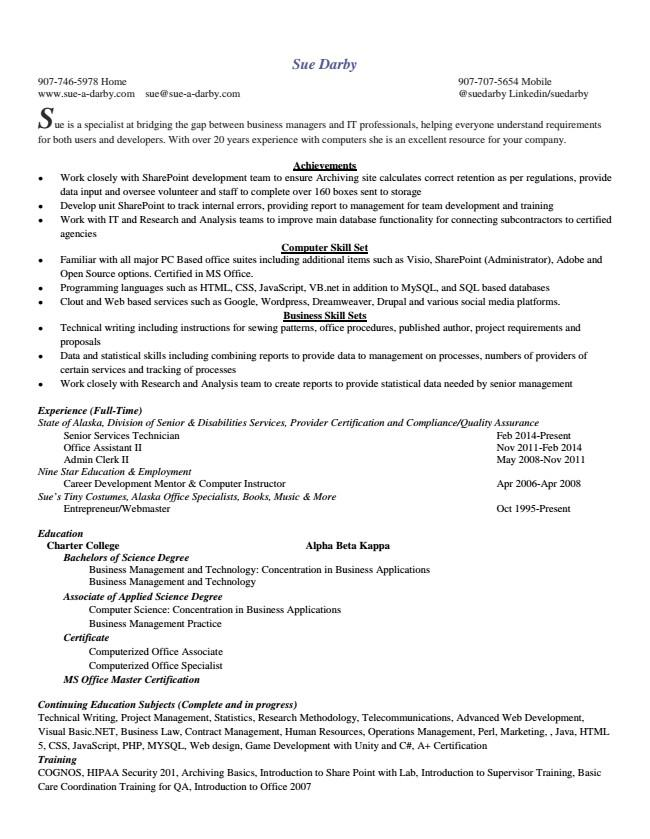 Sue Darby
907-746-5978 Home 907-707-5654 Mobile
www.sue-a-darby.com sue@sue-a-darby.com @suedarby Linkedin/suedarby
Sue is a specialist at bridging the gap between business managers and IT professionals, helping everyone understand requirements
for both users and developers. With over 20 years experience with computers she is an excellent resource for your company.
Achievements
• Work closely with SharePoint development team to ensure Archiving site calculates correct retention as per regulations, provide
data input and oversee volunteer and staff to complete over 160 boxes sent to storage
• Develop unit SharePoint to track internal errors, providing report to management for team development and training
• Work with IT and Research and Analysis teams to improve main database functionality for connecting subcontractors to certified
agencies
Computer Skill Set
• Familiar with all major PC Based office suites including additional items such as Visio, SharePoint (Administrator), Adobe and
Open Source options. Certified in MS Office.
• Programming languages such as HTML, CSS, JavaScript, VB.net in addition to MySQL, and SQL based databases
• Clout and Web based services such as Google, Wordpress, Dreamweaver, Drupal and various social media platforms.
Business Skill Sets
• Technical writing including instructions for sewing patterns, office procedures, published author, project requirements and
proposals
• Data and statistical skills including combining reports to provide data to management on processes, numbers of providers of
certain services and tracking of processes
• Work closely with Research and Analysis team to create reports to provide statistical data needed by senior management
Experience (Full-Time)
State of Alaska, Division of Senior & Disabilities Services, Provider Certification and Compliance/Quality Assurance
Senior Services Technician Feb 2014-Present
Office Assistant II Nov 2011-Feb 2014
Admin Clerk II May 2008-Nov 2011
Nine Star Education & Employment
Career Development Mentor & Computer Instructor Apr 2006-Apr 2008
Sue's Tiny Costumes, Alaska Office Specialists, Books, Music & More
Entrepreneur/Webmaster Oct 1995-Present
Education
Charter College Alpha Beta Kappa
Bachelors of Science Degree
Business Management and Technology: Concentration in Business Applications
Business Management and Technology
Associate of Applied Science Degree
Computer Science: Concentration in Business Applications
Business Management Practice
Certificate
Computerized Office Associate
Computerized Office Specialist
MS Office Master Certification
Continuing Education Subjects (Complete and in progress)
Technical Writing, Project Management, Statistics, Research Methodology, Telecommunications, Advanced Web Development,
Visual Basic.NET, Business Law, Contract Management, Human Resources, Operations Management, Perl, Marketing, , Java, HTML
5, CSS, JavaScript, PHP, MYSQL, Web design, Game Development with Unity and C#, A+ Certification
Training
COGNOS, HIPAA Security 201, Archiving Basics, Introduction to Share Point with Lab, Introduction to Supervisor Training, Basic
Care Coordination Training for QA, Introduction to Office 2007